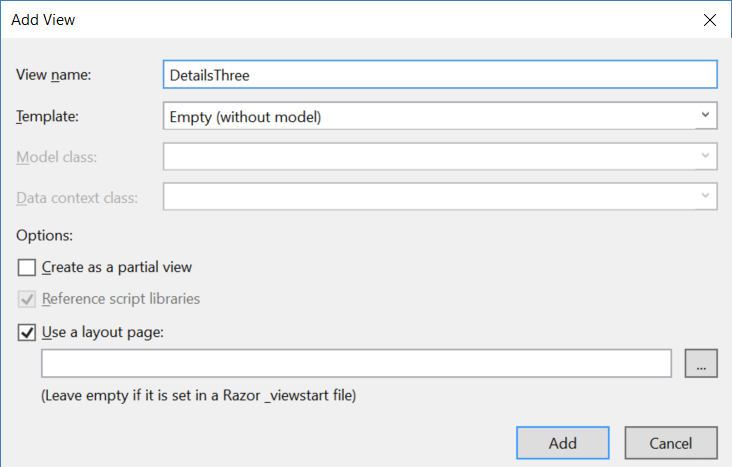 Add View
View name: DetailsThree
Template: Empty (without model)
Model class:
Data context class:
Options:
Create as a partial view
Reference script libraries
Use a layout page:
...
(Leave empty if it is set in a Razor _viewstart file)
Add Cancel